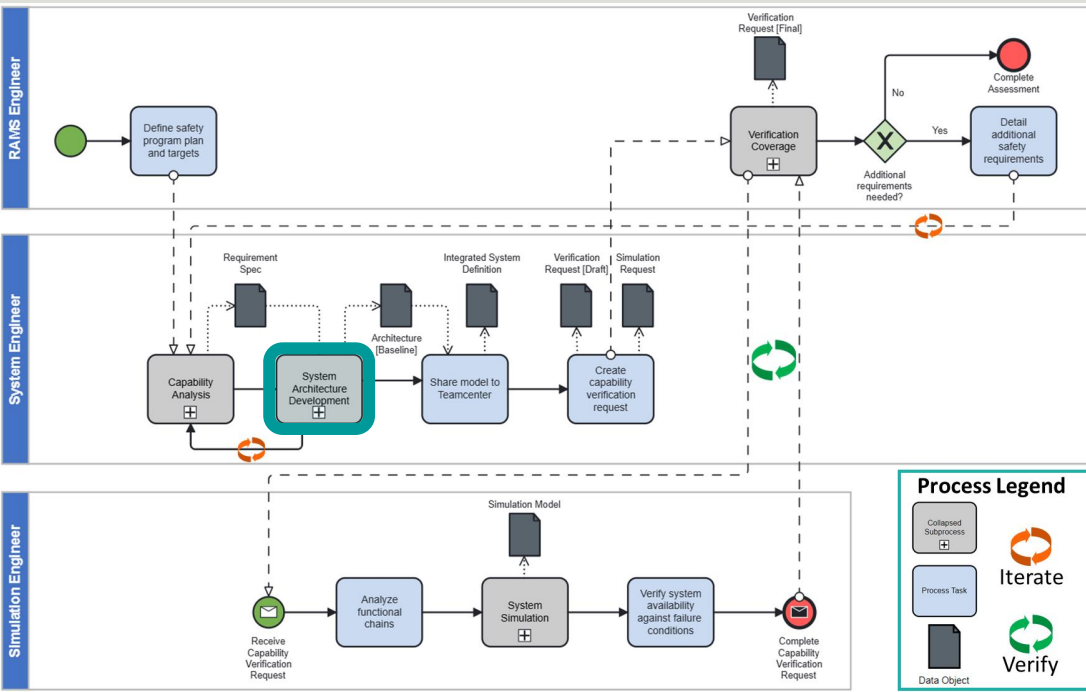 RAMS Engineer
Define safety
program plan
and targets
Verification
Request [Final]
Verification
Coverage
X
Additional
requirements
needed?
No
Yes
Complete
Assessment
Detail
additional
safety
requirements
System Engineer
Requirement
Spec
Architecture
[Baseline]
Integrated System
Definition
Verification
Request [Draft]
Simulation
Request
Capability
Analysis
System
Architecture
Development
Share model to
Teamcenter
Create
capability
verification
request
Simulation Engineer
Receive
Capability
Verification
Request
Analyze
functional
chains
Simulation Model
System
Simulation
Verify system
availability
against failure
conditions
Complete
Capability
Verification
Request
Process Legend
Collapsed
Subprocess
Process Task
Data Object
Iterate
Verify